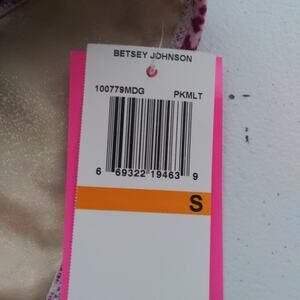 BETSEY JOHNSON
100779MDG PKMLT
6 69322 19463 9
S